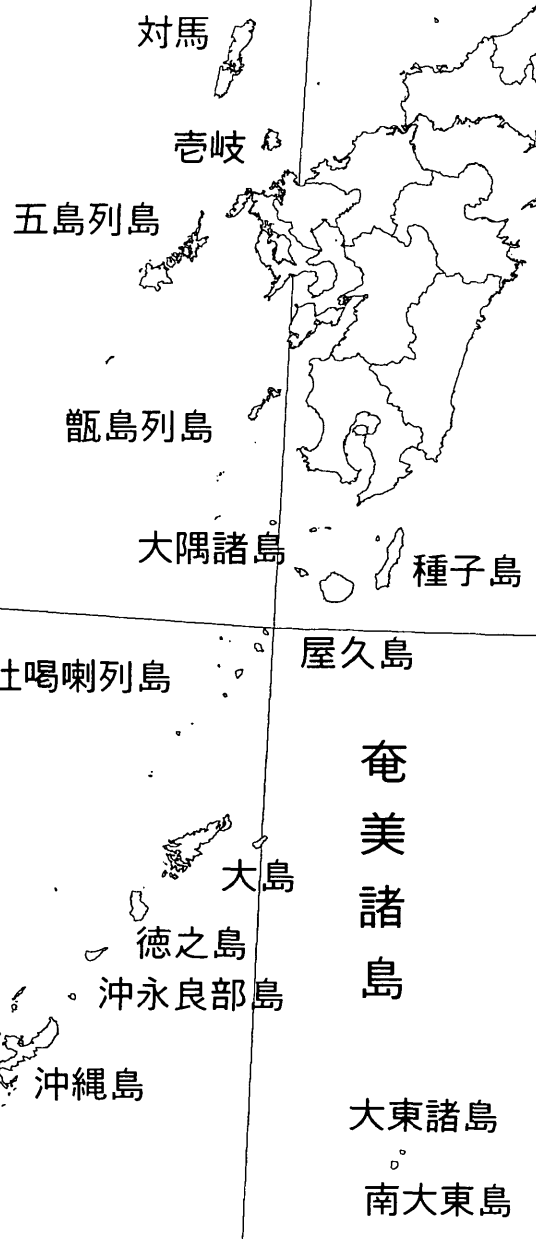 対馬
壱岐
五島列島
甑島列島
大隅諸島
種子島
屋久島
吐喝喇列島
奄美諸島
大島
徳之島
沖永良部島
沖縄島
大東諸島
南大東島